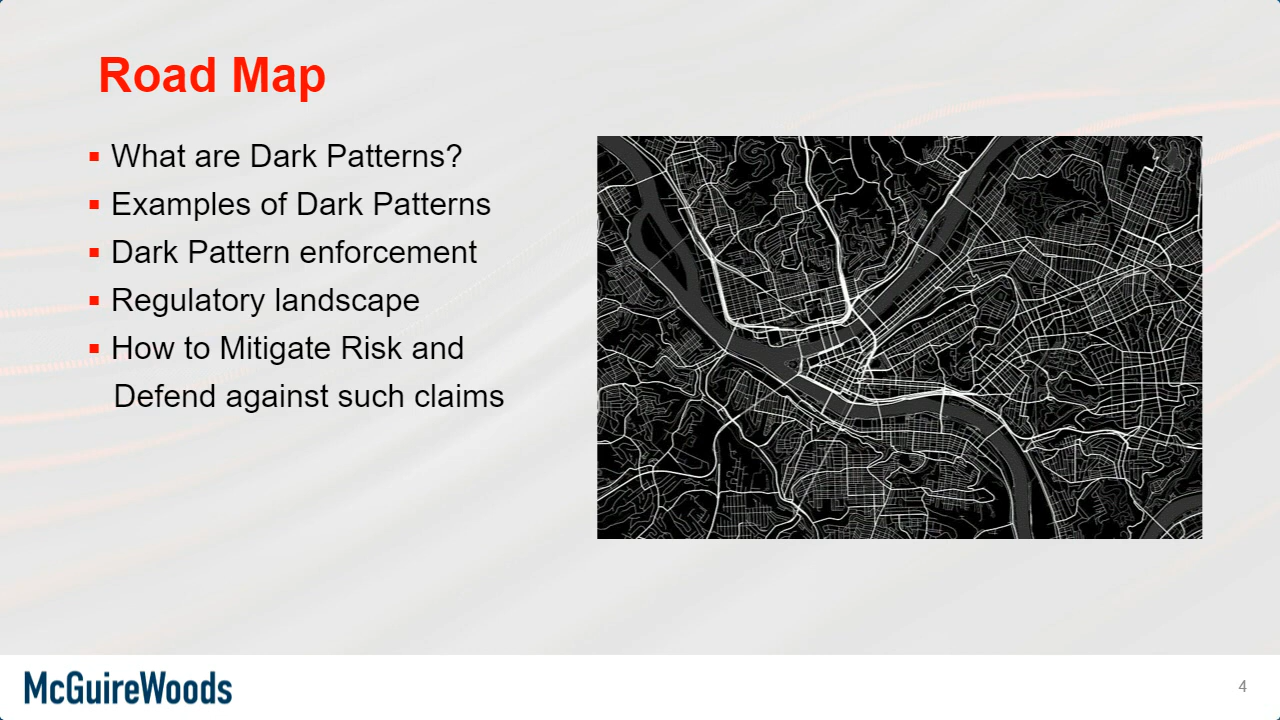 Road Map
▪ What are Dark Patterns?
▪ Examples of Dark Patterns
▪ Dark Pattern enforcement
▪ Regulatory landscape
▪ How to Mitigate Risk and
Defend against such claims
McGuireWoods
4